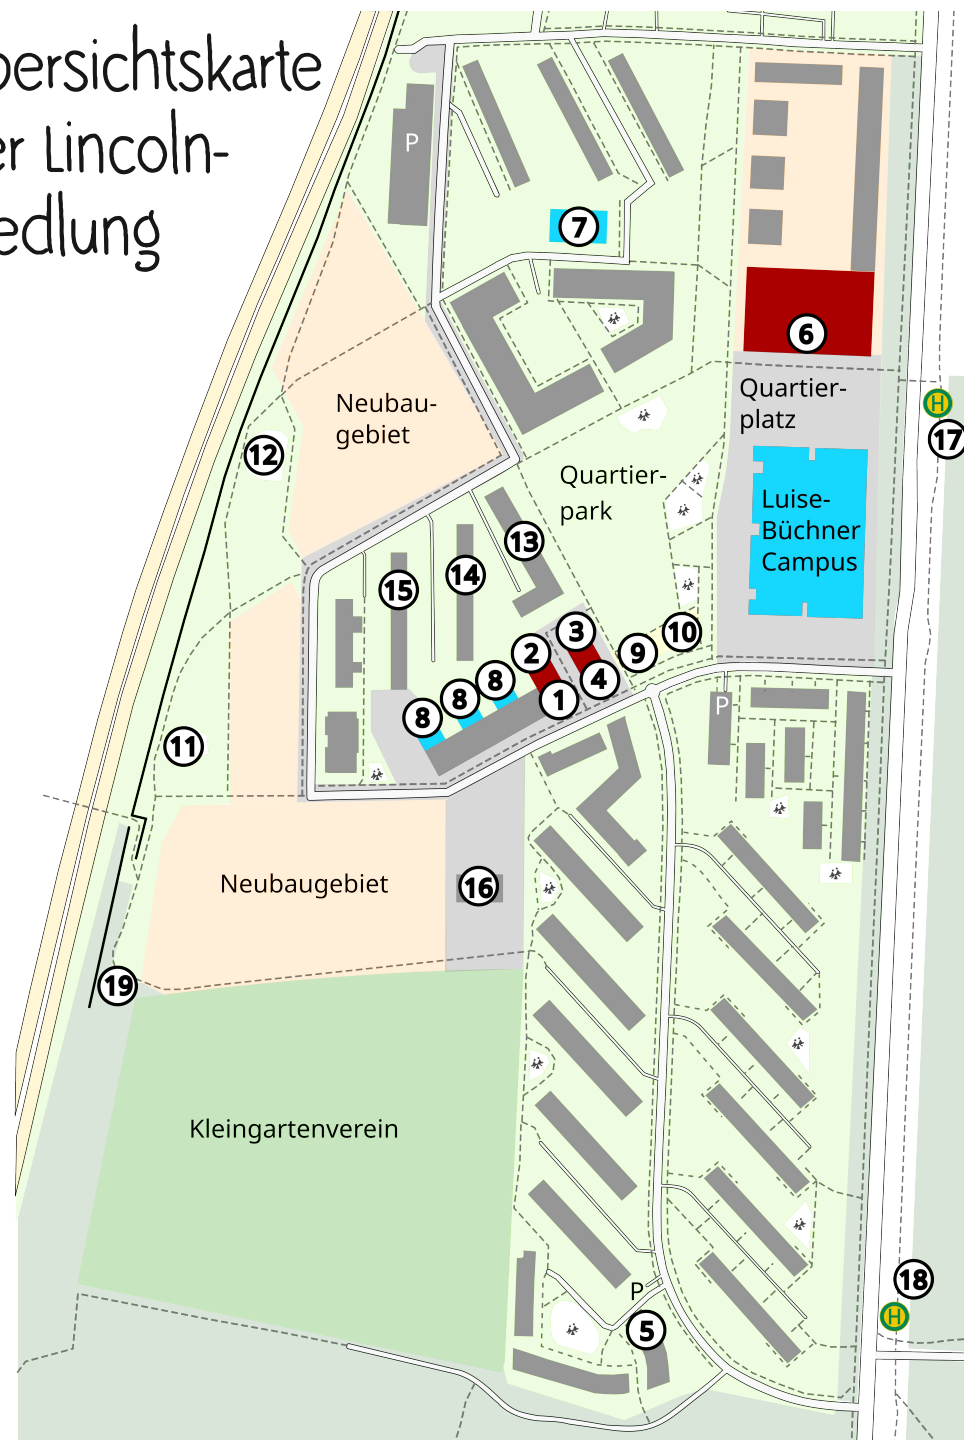 bersichtskarte
er Lincoln-
edlung
P
7
6
Quartier-
platz
H
17
Neubau-
gebiet
12
Quartier-
park
Luise-
Büchner
Campus
13
14
15
3
2
10
9
8
4
8
1
8
P
11
Neubaugebiet
16
19
Kleingartenverein
18
P
H
5